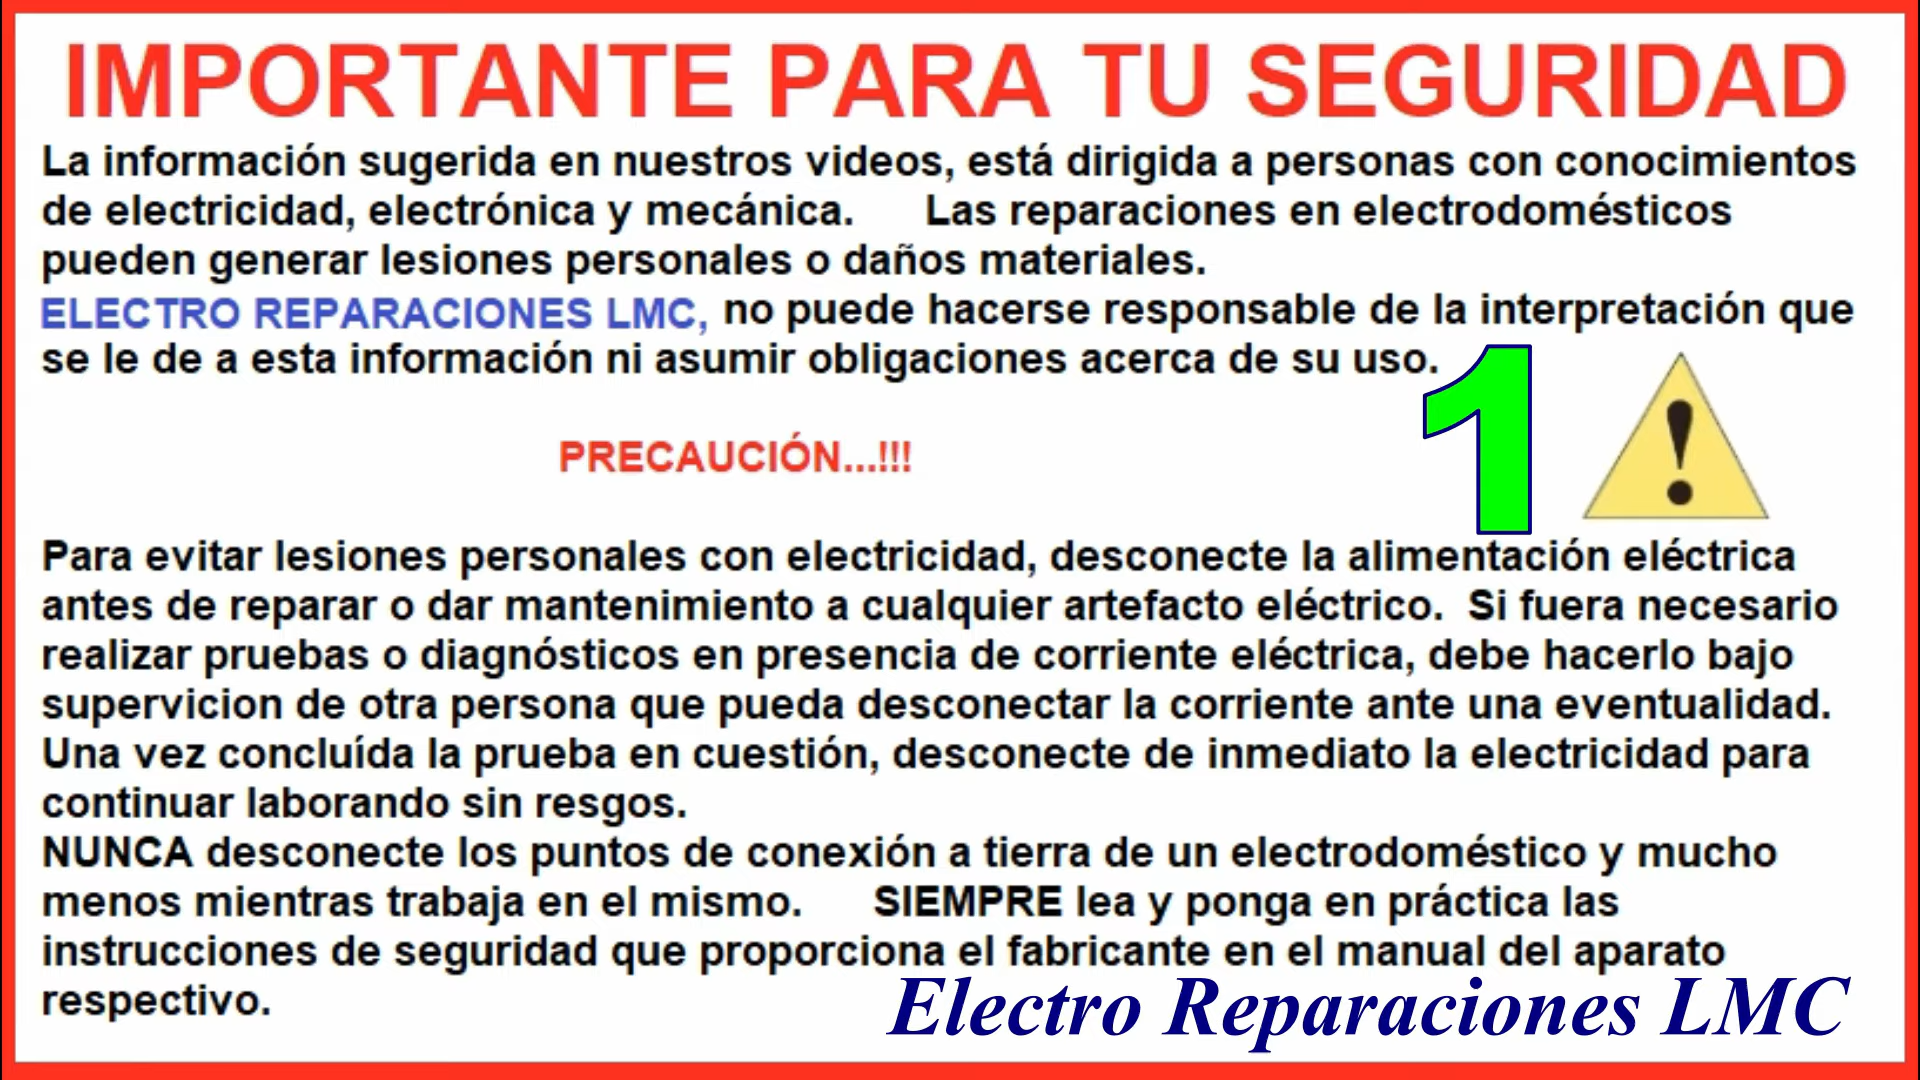 IMPORTANTE PARA TU SEGURIDAD
La información sugerida en nuestros videos, está dirigida a personas con conocimientos
de electricidad, electrónica y mecánica. Las reparaciones en electrodomésticos
pueden generar lesiones personales o daños materiales.
ELECTRO REPARACIONES LMC, no puede hacerse responsable de la interpretación que
se le de a esta información ni asumir obligaciones acerca de su uso.
1
PRECAUCIÓN...!!!
Para evitar lesiones personales con electricidad, desconecte la alimentación eléctrica
antes de reparar o dar mantenimiento a cualquier artefacto eléctrico. Si fuera necesario
realizar pruebas o diagnósticos en presencia de corriente eléctrica, debe hacerlo bajo
supervicion de otra persona que pueda desconectar la corriente ante una eventualidad.
Una vez concluída la prueba en cuestión, desconecte de inmediato la electricidad para
continuar laborando sin resgos.
NUNCA desconecte los puntos de conexión a tierra de un electrodoméstico y mucho
menos mientras trabaja en el mismo. SIEMPRE lea y ponga en práctica las
instrucciones de seguridad que proporciona el fabricante en el manual del aparato
respectivo.
Electro Reparaciones LMC